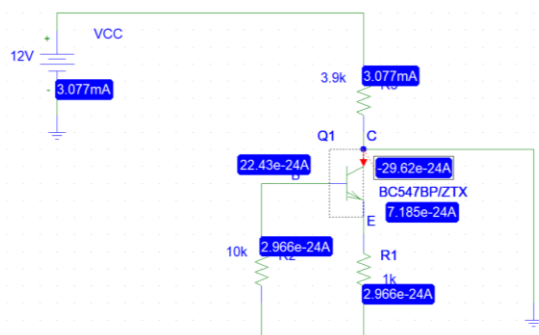 VCC
+
12V
-
3.077mA
3.9k
3.077mA
Q1
C
22.43e-24A
-29.62e-24A
BC547BP/ZTX
7.185e-24A
E
10k
2.966e-24A
R1
1k
2.966e-24A